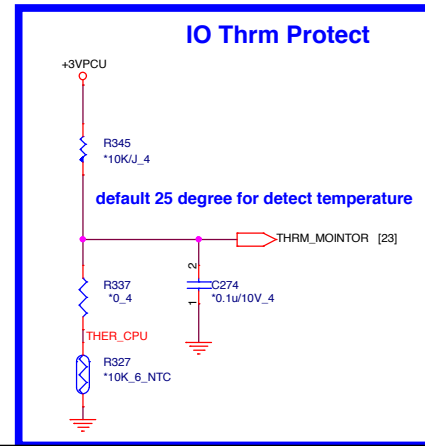 IO Thrm Protect
+3VPCU
R345
*10K/J_4
default 25 degree for detect temperature
THRM_MOINTOR [23]
R337
*0_4
2
C274
*0.1u/10V_4
1
THER_CPU
R327
*10K_6_NTC